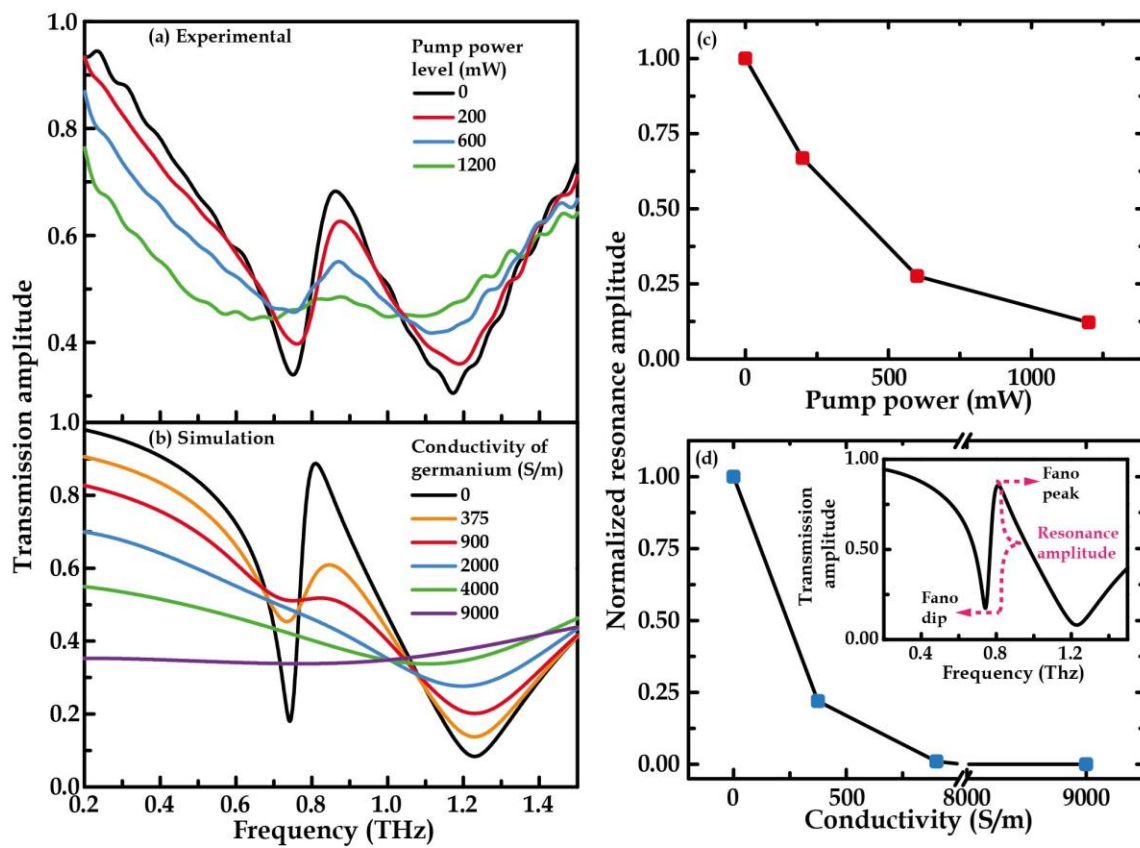 (a) Experimental
Pump power
level (mW)
0
200
600
1200
1.0
0.8
0.6
0.4
(b) Simulation
Conductivity of
germanium (S/m)
0
375
900
2000
4000
9000
1.0
0.8
0.6
0.4
0.2
0.0
0.2 0.4 0.6 0.8 1.0 1.2 1.4
Frequency (THz)
Transmission amplitude
(c)
1.00
0.75
0.50
0.25
0.00
0 500 1000
Pump power (mW)
Normalized resonance amplitude
(d)
1.00
0.75
0.50
0.25
0.00
0 500 8000 9000
Conductivity (S/m)
1.00
0.50
0.00
Transmission
amplitude
Fano
peak
Resonance
amplitude
Fano
dip
0.4 0.8 1.2
Frequency (Thz)